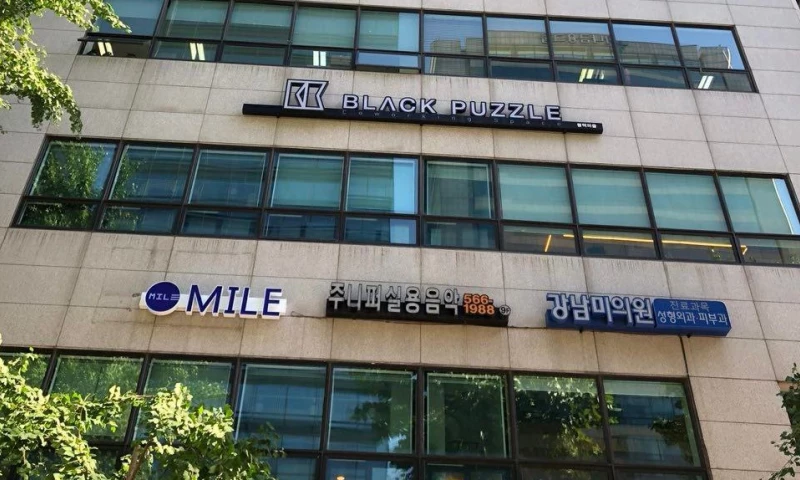 BLACK PUZZLE
MILE
MILE
주니퍼실용음악
566-
1988
강남미의원
진료과목
성형외과·피부과